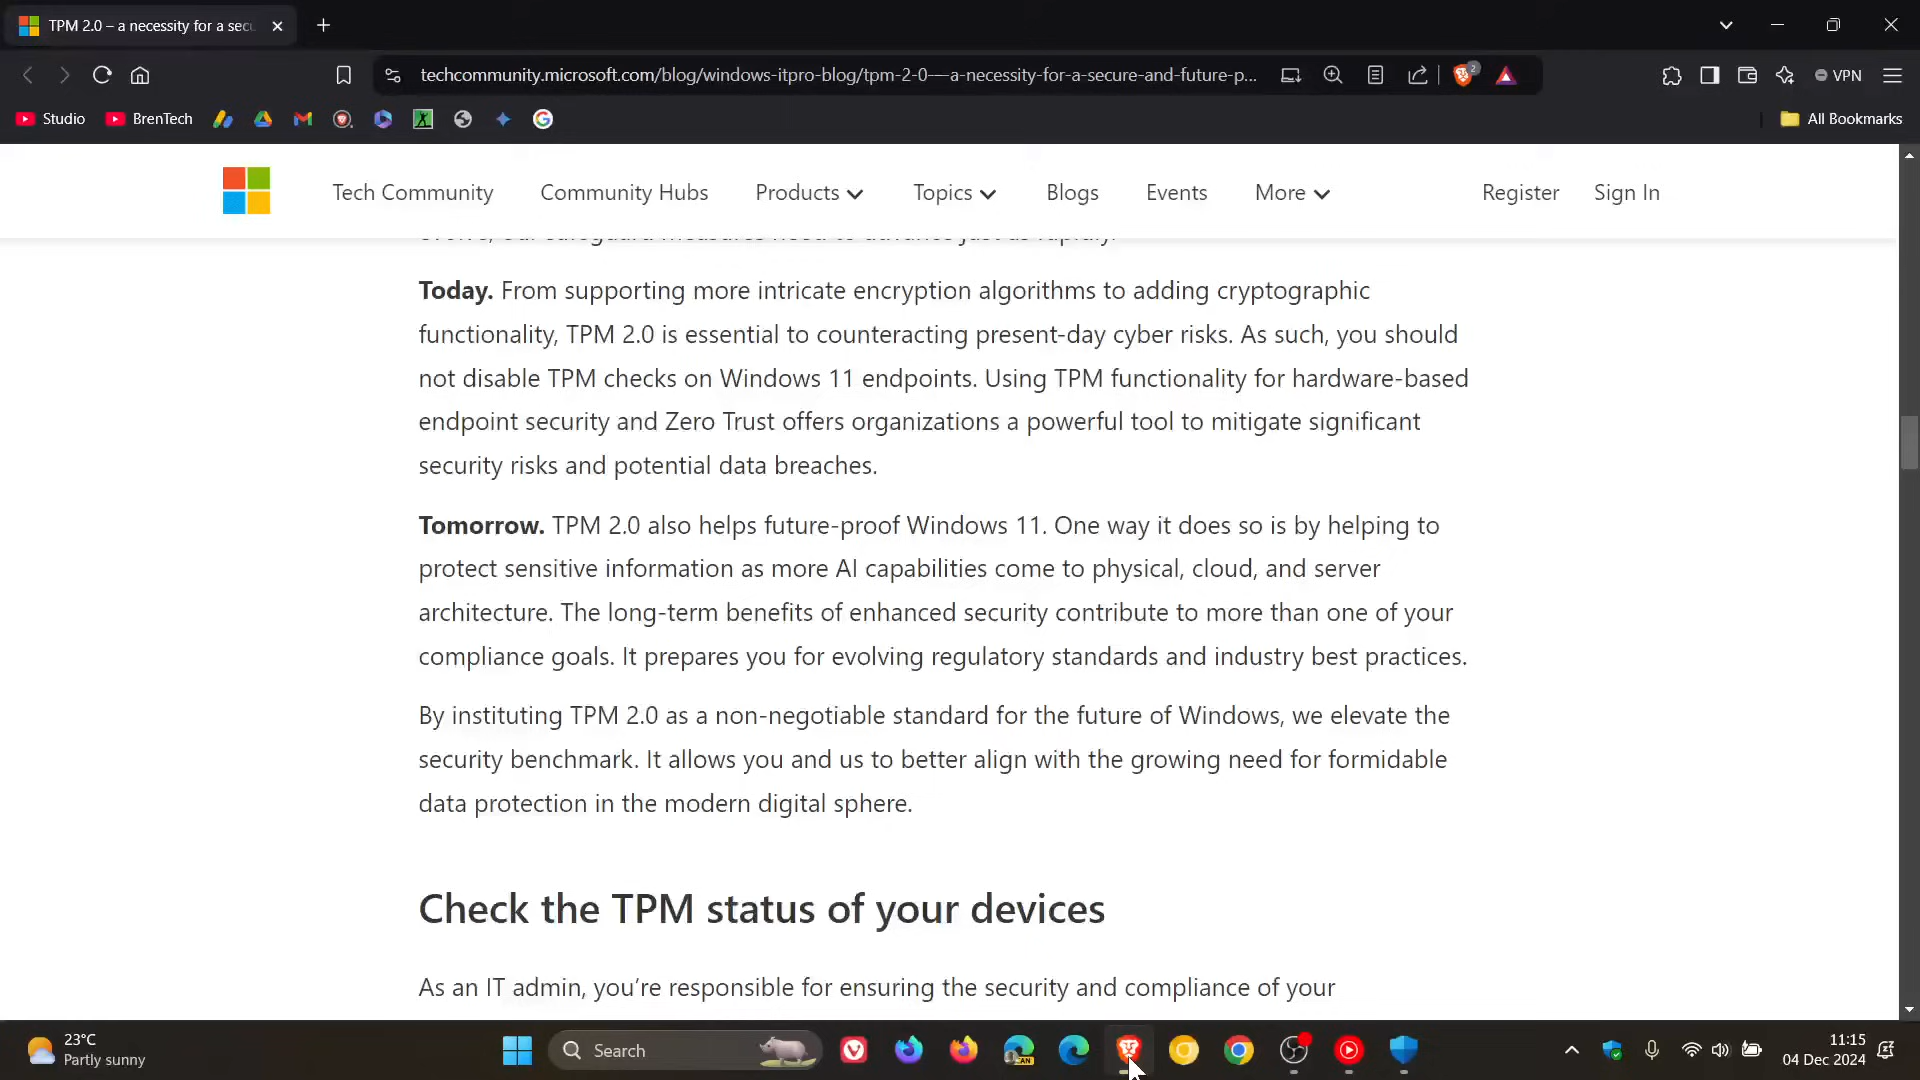 TPM 2.0 – a necessity for a sec
techcommunity.microsoft.com/blog/windows-itpro-blog/tpm-2-0-–-a-necessity-for-a-secure-and-future-p...
2
VPN
Studio
BrenTech
All Bookmarks
Tech Community
Community Hubs
Products
Topics
Blogs
Events
More
Register
Sign In
Today. From supporting more intricate encryption algorithms to adding cryptographic
functionality, TPM 2.0 is essential to counteracting present-day cyber risks. As such, you should
not disable TPM checks on Windows 11 endpoints. Using TPM functionality for hardware-based
endpoint security and Zero Trust offers organizations a powerful tool to mitigate significant
security risks and potential data breaches.
Tomorrow. TPM 2.0 also helps future-proof Windows 11. One way it does so is by helping to
protect sensitive information as more AI capabilities come to physical, cloud, and server
architecture. The long-term benefits of enhanced security contribute to more than one of your
compliance goals. It prepares you for evolving regulatory standards and industry best practices.
By instituting TPM 2.0 as a non-negotiable standard for the future of Windows, we elevate the
security benchmark. It allows you and us to better align with the growing need for formidable
data protection in the modern digital sphere.
Check the TPM status of your devices
As an IT admin, you're responsible for ensuring the security and compliance of your
23°C
Partly sunny
Search
CAN
11:15
04 Dec 2024